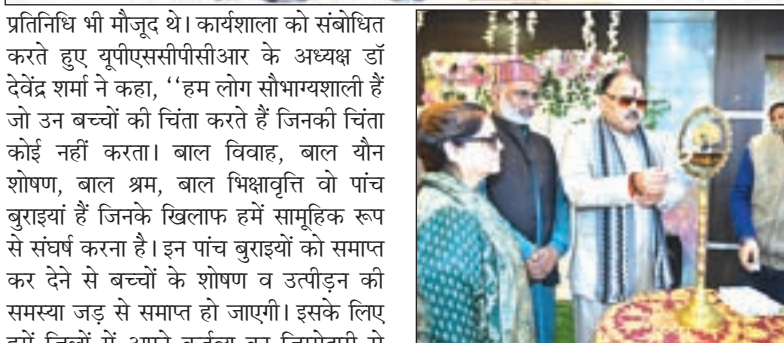 प्रतिनिधि भी मौजूद थे। कार्यशाला को संबोधित
करते हुए यूपीएससीपीसीआर के अध्यक्ष डॉ
देवेंद्र शर्मा ने कहा, ‘‘हम लोग सौभाग्यशाली हैं
जो उन बच्चों की चिंता करते हैं जिनकी चिंता
कोई नहीं करता। बाल विवाह, बाल यौन
शोषण, बाल श्रम, बाल भिक्षावृत्ति वो पांच
बुराइयां हैं जिनके खिलाफ हमें सामूहिक रूप
से संघर्ष करना है। इन पांच बुराइयों को समाप्त
कर देने से बच्चों के शोषण व उत्पीड़न की
समस्या जड़ से समाप्त हो जाएगी। इसके लिए